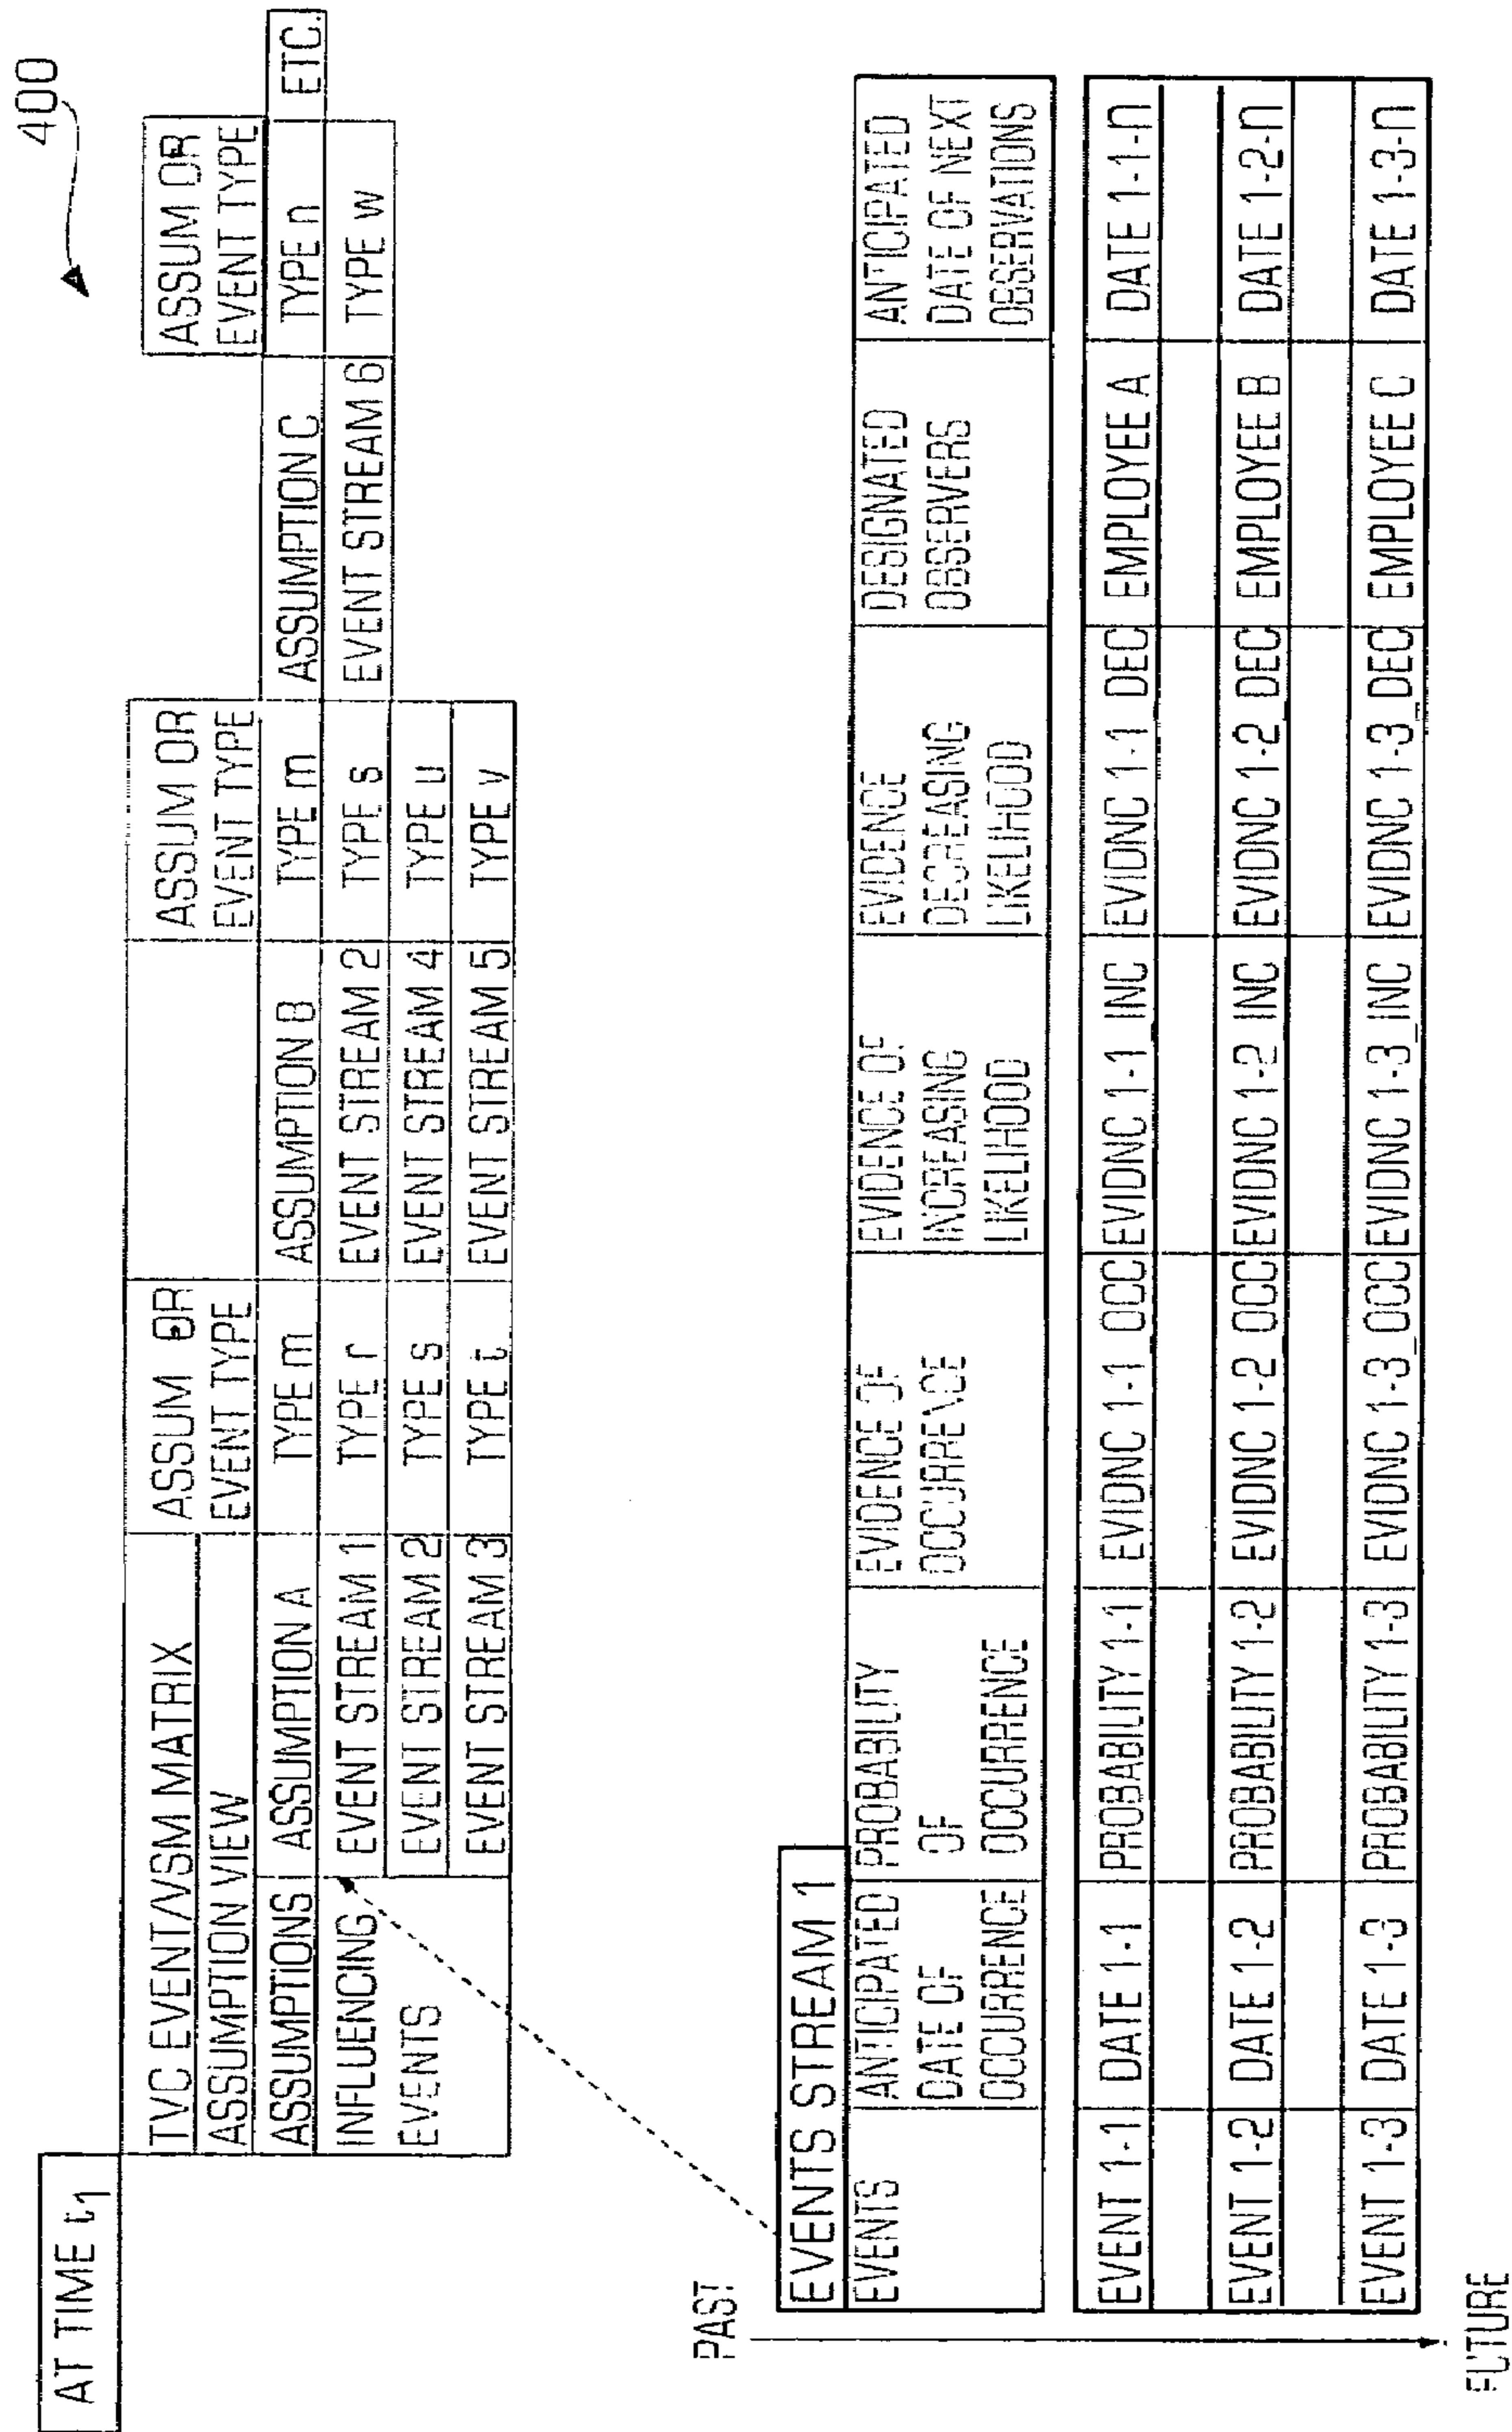 400
AT TIME t1
TVC EVENT/VSM MATRIX
ASSUMPTION VIEW
ASSUM OR
EVENT TYPE
ASSUM OR
EVENT TYPE
ASSUM OR
EVENT TYPE
ASSUMPTIONS ASSUMPTION A TYPE m ASSUMPTION B TYPE m ASSUMPTION C TYPE n ETC.
INFLUENCING EVENT STREAM 1 TYPE r EVENT STREAM 2 TYPE s EVENT STREAM 6 TYPE w
EVENTS EVENT STREAM 2 TYPE s EVENT STREAM 4 TYPE u
EVENT STREAM 3 TYPE t EVENT STREAM 5 TYPE v
PAST
EVENTS STREAM 1
EVENTS
ANTICIPATED
DATE OF
OCCURRENCE
PROBABILITY
OF
OCCURRENCE
EVIDENCE OF
OCCURRENCE
EVIDENCE OF
INCREASING
LIKELIHOOD
EVIDENCE
DECREASING
LIKELIHOOD
DESIGNATED
OBSERVERS
ANTICIPATED
DATE OF NEXT
OBSERVATIONS
EVENT 1-1 DATE 1-1 PROBABILITY 1-1 EVIDNC 1-1 OCC EVIDNC 1-1 INC EVIDNC 1-1 DEC EMPLOYEE A DATE 1-1-n
EVENT 1-2 DATE 1-2 PROBABILITY 1-2 EVIDNC 1-2 OCC EVIDNC 1-2 INC EVIDNC 1-2 DEC EMPLOYEE B DATE 1-2-n
EVENT 1-3 DATE 1-3 PROBABILITY 1-3 EVIDNC 1-3_OCC EVIDNC 1-3_INC EVIDNC 1-3_DEC EMPLOYEE C DATE 1-3-n
FUTURE